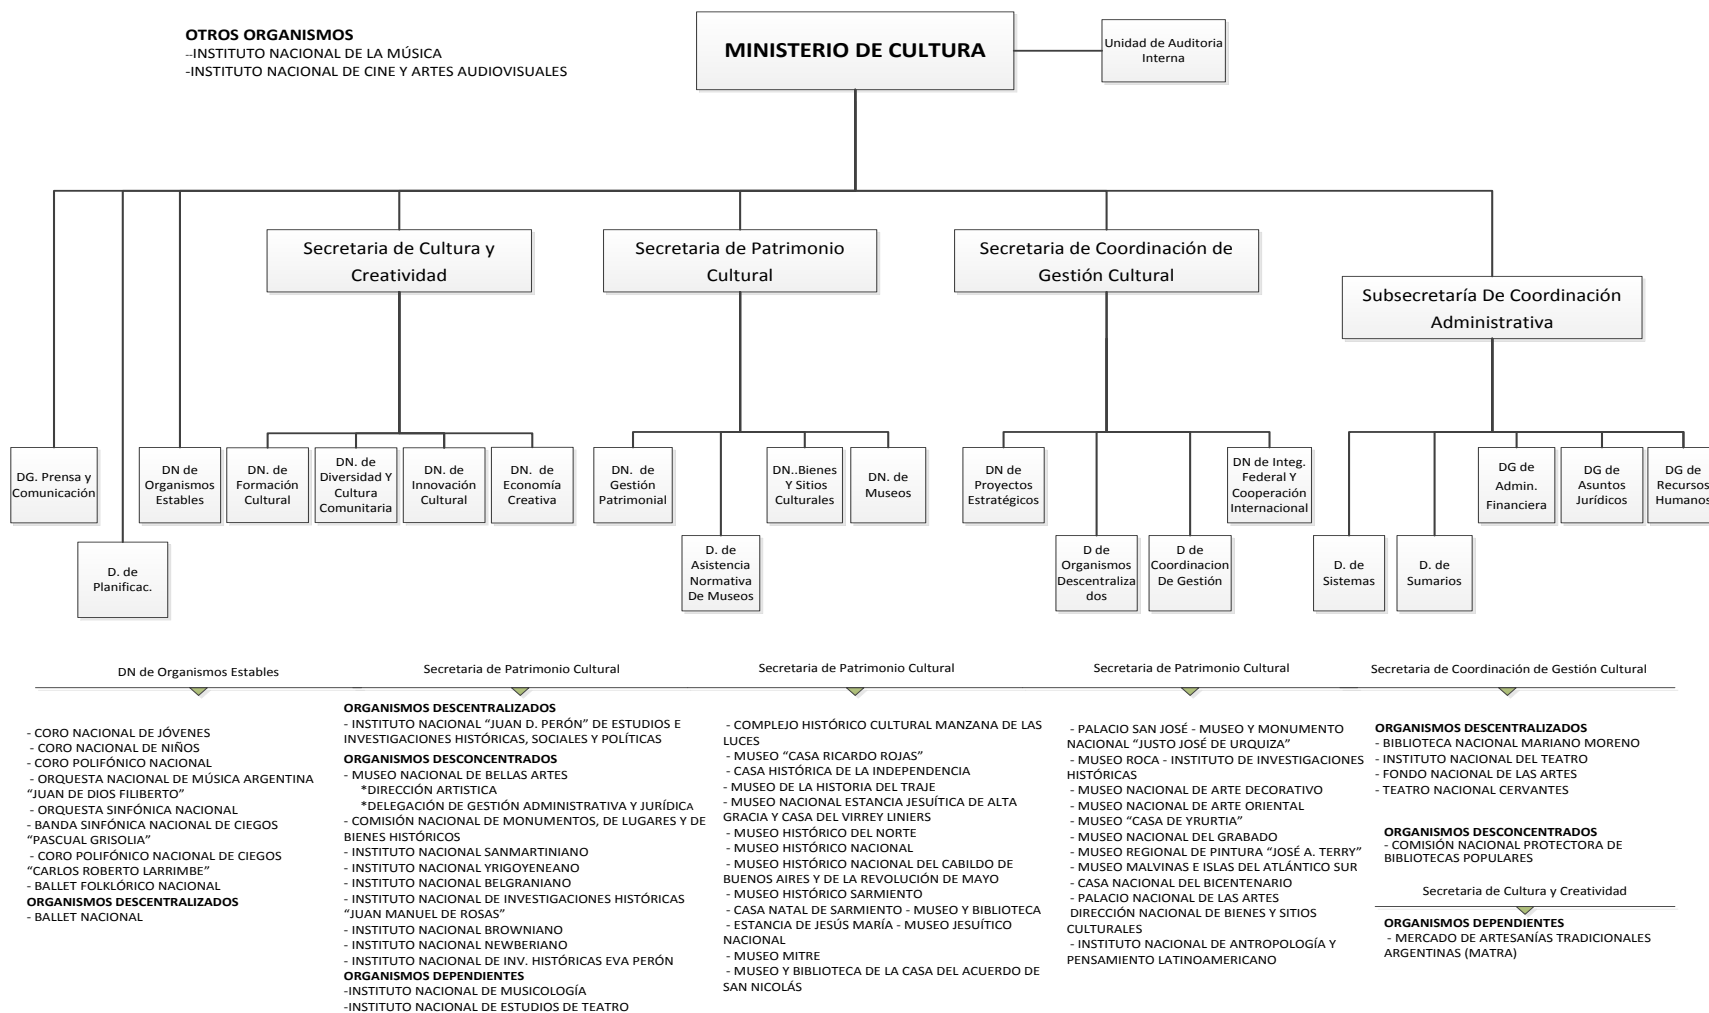 OTROS ORGANISMOS
--INSTITUTO NACIONAL DE LA MÚSICA
-INSTITUTO NACIONAL DE CINE Y ARTES AUDIOVISUALES
MINISTERIO DE CULTURA
Unidad de Auditoria
Interna
Secretaria de Cultura y
Creatividad
Secretaria de Patrimonio
Cultural
Secretaria de Coordinación de
Gestión Cultural
Subsecretaría De Coordinación
Administrativa
DG. Prensa y
Comunicación
D. de
Planificac.
DN de
Organismos
Estables
DN. de
Formación
Cultural
DN. de
Diversidad Y
Cultura
Comunitaria
DN. de
Innovación
Cultural
DN. de
Economía
Creativa
DN. de
Gestión
Patrimonial
D. de
Asistencia
Normativa
De Museos
DN..Bienes
Y Sitios
Culturales
DN. de
Museos
DN de
Proyectos
Estratégicos
D de
Organismos
Descentraliza
dos
D de
Coordinacion
De Gestión
DN de Integ.
Federal Y
Cooperación
Internacional
D. de
Sistemas
D. de
Sumarios
DG de
Admin.
Financiera
DG de
Asuntos
Jurídicos
DG de
Recursos
Humanos
DN de Organismos Estables
- CORO NACIONAL DE JÓVENES
- CORO NACIONAL DE NIÑOS
- CORO POLIFÓNICO NACIONAL
- ORQUESTA NACIONAL DE MÚSICA ARGENTINA
“JUAN DE DIOS FILIBERTO”
- ORQUESTA SINFÓNICA NACIONAL
- BANDA SINFÓNICA NACIONAL DE CIEGOS
“PASCUAL GRISOLIA”
- CORO POLIFÓNICO NACIONAL DE CIEGOS
“CARLOS ROBERTO LARRIMBE”
- BALLET FOLKLÓRICO NACIONAL
ORGANISMOS DESCENTRALIZADOS
- BALLET NACIONAL
Secretaria de Patrimonio Cultural
ORGANISMOS DESCENTRALIZADOS
- INSTITUTO NACIONAL “JUAN D. PERÓN” DE ESTUDIOS E
INVESTIGACIONES HISTÓRICAS, SOCIALES Y POLÍTICAS
ORGANISMOS DESCONCENTRADOS
- MUSEO NACIONAL DE BELLAS ARTES
*DIRECCIÓN ARTISTICA
*DELEGACIÓN DE GESTIÓN ADMINISTRATIVA Y JURÍDICA
- COMISIÓN NACIONAL DE MONUMENTOS, DE LUGARES Y DE
BIENES HISTÓRICOS
- INSTITUTO NACIONAL SANMARTINIANO
- INSTITUTO NACIONAL YRIGOYENEANO
- INSTITUTO NACIONAL BELGRANIANO
- INSTITUTO NACIONAL DE INVESTIGACIONES HISTÓRICAS
“JUAN MANUEL DE ROSAS”
- INSTITUTO NACIONAL BROWNIANO
- INSTITUTO NACIONAL NEWBERIANO
- INSTITUTO NACIONAL DE INV. HISTÓRICAS EVA PERÓN
ORGANISMOS DEPENDIENTES
-INSTITUTO NACIONAL DE MUSICOLOGÍA
-INSTITUTO NACIONAL DE ESTUDIOS DE TEATRO
Secretaria de Patrimonio Cultural
- COMPLEJO HISTÓRICO CULTURAL MANZANA DE LAS
LUCES
- MUSEO “CASA RICARDO ROJAS”
- CASA HISTÓRICA DE LA INDEPENDENCIA
- MUSEO DE LA HISTORIA DEL TRAJE
- MUSEO NACIONAL ESTANCIA JESUÍTICA DE ALTA
GRACIA Y CASA DEL VIRREY LINIERS
- MUSEO HISTÓRICO DEL NORTE
- MUSEO HISTÓRICO NACIONAL
- MUSEO HISTÓRICO NACIONAL DEL CABILDO DE
BUENOS AIRES Y DE LA REVOLUCIÓN DE MAYO
- MUSEO HISTÓRICO SARMIENTO
- CASA NATAL DE SARMIENTO - MUSEO Y BIBLIOTECA
- ESTANCIA DE JESÚS MARÍA - MUSEO JESUÍTICO
NACIONAL
- MUSEO MITRE
- MUSEO Y BIBLIOTECA DE LA CASA DEL ACUERDO DE
SAN NICOLÁS
Secretaria de Patrimonio Cultural
- PALACIO SAN JOSÉ - MUSEO Y MONUMENTO
NACIONAL “JUSTO JOSÉ DE URQUIZA”
- MUSEO ROCA - INSTITUTO DE INVESTIGACIONES
HISTÓRICAS
- MUSEO NACIONAL DE ARTE DECORATIVO
- MUSEO NACIONAL DE ARTE ORIENTAL
- MUSEO “CASA DE YRURTIA”
- MUSEO NACIONAL DEL GRABADO
- MUSEO REGIONAL DE PINTURA “JOSÉ A. TERRY”
- MUSEO MALVINAS E ISLAS DEL ATLÁNTICO SUR
- CASA NACIONAL DEL BICENTENARIO
- PALACIO NACIONAL DE LAS ARTES
DIRECCIÓN NACIONAL DE BIENES Y SITIOS
CULTURALES
- INSTITUTO NACIONAL DE ANTROPOLOGÍA Y
PENSAMIENTO LATINOAMERICANO
Secretaria de Coordinación de Gestión Cultural
ORGANISMOS DESCENTRALIZADOS
- BIBLIOTECA NACIONAL MARIANO MORENO
- INSTITUTO NACIONAL DEL TEATRO
- FONDO NACIONAL DE LAS ARTES
- TEATRO NACIONAL CERVANTES
ORGANISMOS DESCONCENTRADOS
- COMISIÓN NACIONAL PROTECTORA DE
BIBLIOTECAS POPULARES
Secretaria de Cultura y Creatividad
ORGANISMOS DEPENDIENTES
- MERCADO DE ARTESANÍAS TRADICIONALES
ARGENTINAS (MATRA)